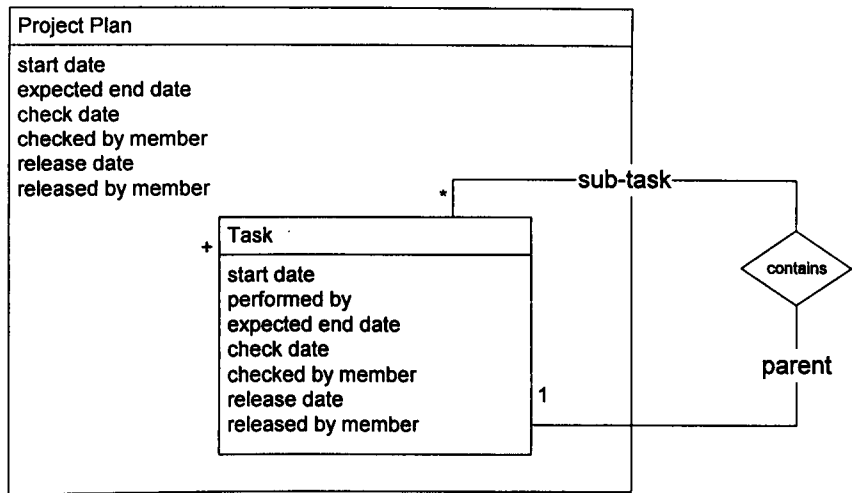 Project Plan
start date
expected end date
check date
checked by member
release date
released by member
sub-task
*
+
Task
start date
performed by
expected end date
check date
checked by member
release date
released by member
contains
parent
1